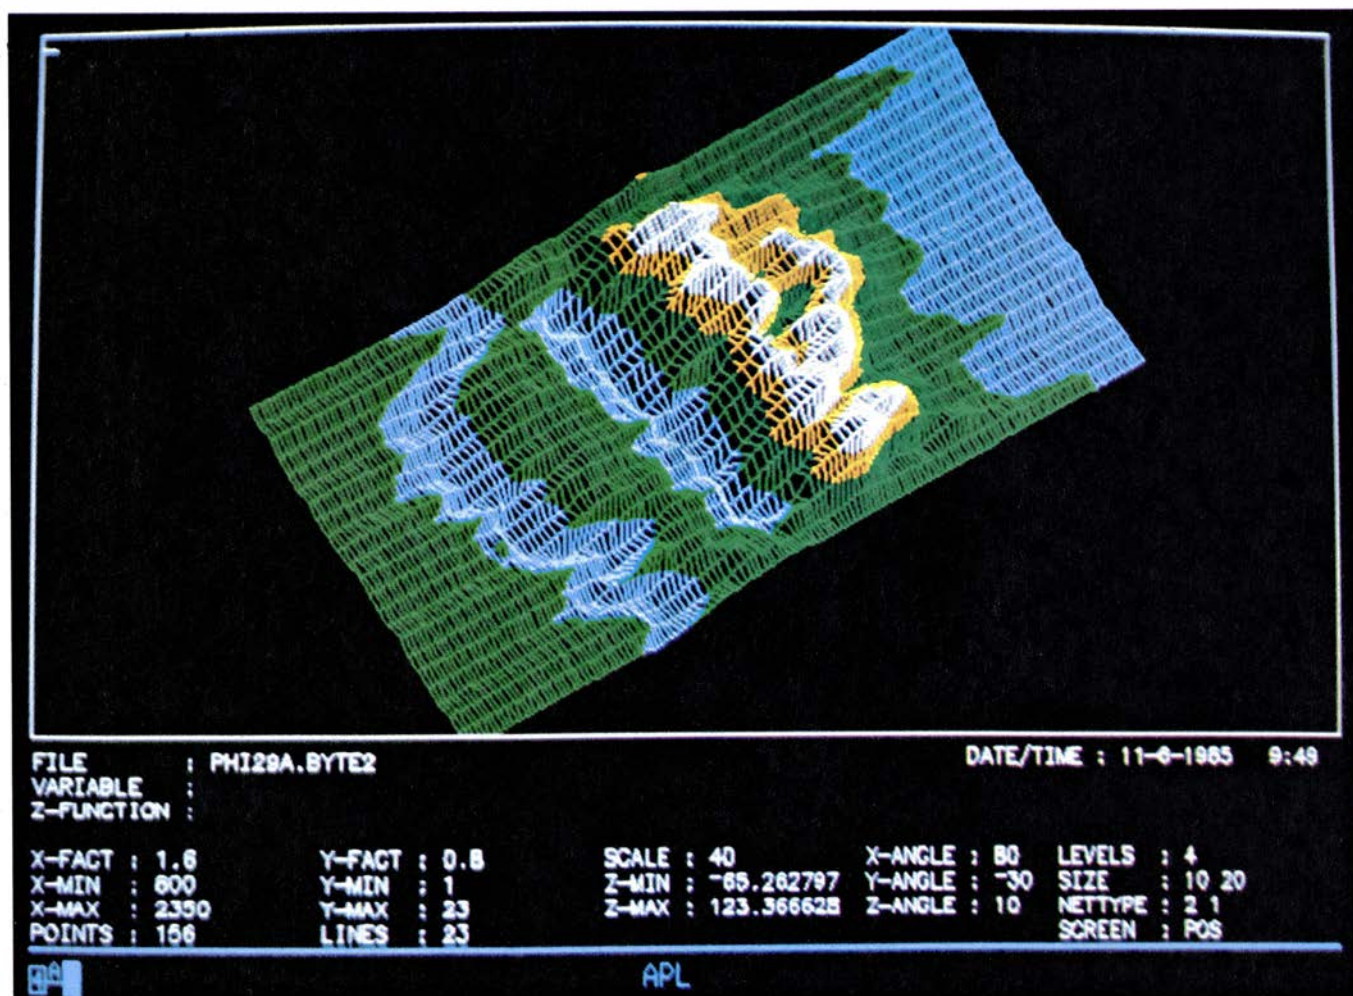 FILE : PHI29A.BYTE2 DATE/TIME : 11-6-1985 9:49
VARIABLE :
Z-FUNCTION :
X-FACT : 1.6 Y-FACT : 0.8 SCALE : 40 X-ANGLE : 80 LEVELS : 4
X-MIN : 600 Y-MIN : 1 Z-MIN : ¯65.262797 Y-ANGLE : ¯30 SIZE : 10 20
X-MAX : 2350 Y-MAX : 23 Z-MAX : 123.366628 Z-ANGLE : 10 NETTYPE : 2 1
POINTS : 156 LINES : 23 SCREEN : POS
APL